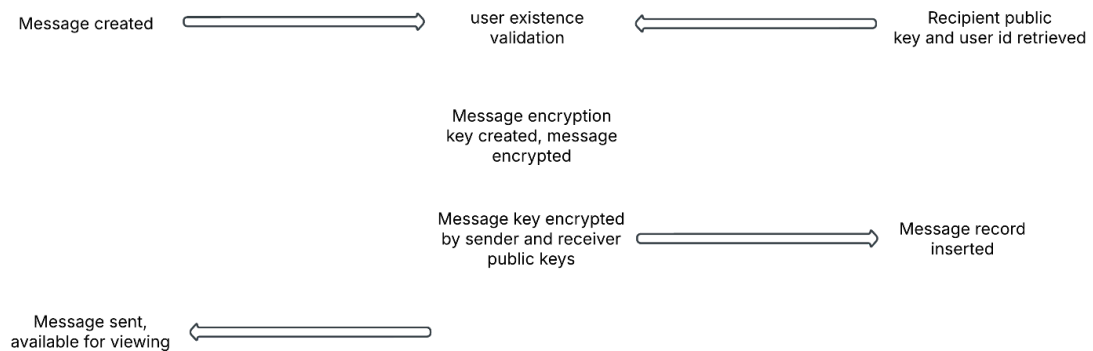 Message created
user existence
validation
Recipient public
key and user id retrieved
Message encryption
key created, message
encrypted
Message key encrypted
by sender and receiver
public keys
Message record
inserted
Message sent,
available for viewing